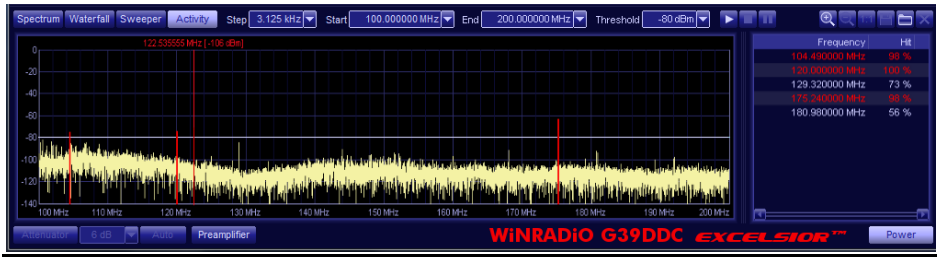 Spectrum Waterfall Sweeper Activity Step 3.125 kHz Start 100.000000 MHz End 200.000000 MHz Threshold -80 dBm
122.535555 MHz [-106 dBm]
0
-20
-40
-60
-80
-100
-120
-140
100 MHz 110 MHz 120 MHz 130 MHz 140 MHz 150 MHz 160 MHz 170 MHz 180 MHz 190 MHz 200 MHz
Frequency Hit
104.490000 MHz 98 %
120.000000 MHz 100 %
129.320000 MHz 73 %
175.240000 MHz 98 %
180.980000 MHz 56 %
Attenuator 6 dB Auto Preamplifier
WiNRADiO G39DDC EXCELSIOR™
Power